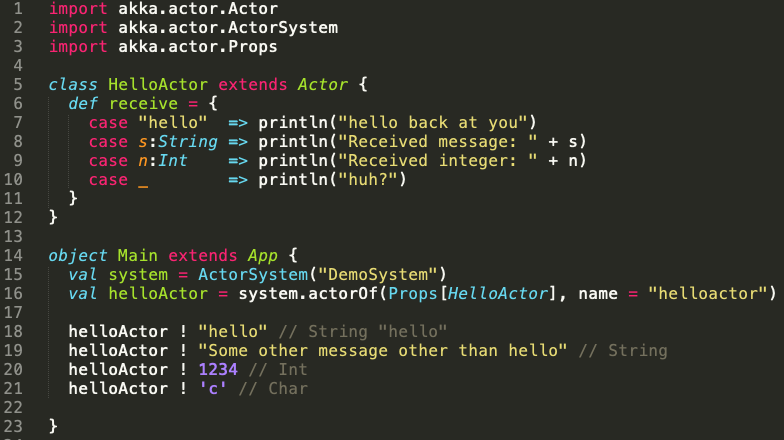 1 import akka.actor.Actor
2 import akka.actor.ActorSystem
3 import akka.actor.Props
4
5 class HelloActor extends Actor {
6   def receive = {
7     case "hello"  => println("hello back at you")
8     case s:String => println("Received message: " + s)
9     case n:Int    => println("Received integer: " + n)
10     case _        => println("huh?")
11   }
12 }
13
14 object Main extends App {
15   val system = ActorSystem("DemoSystem")
16   val helloActor = system.actorOf(Props[HelloActor], name = "helloactor")
17
18   helloActor ! "hello" // String "hello"
19   helloActor ! "Some other message other than hello" // String
20   helloActor ! 1234 // Int
21   helloActor ! 'c' // Char
22
23 }